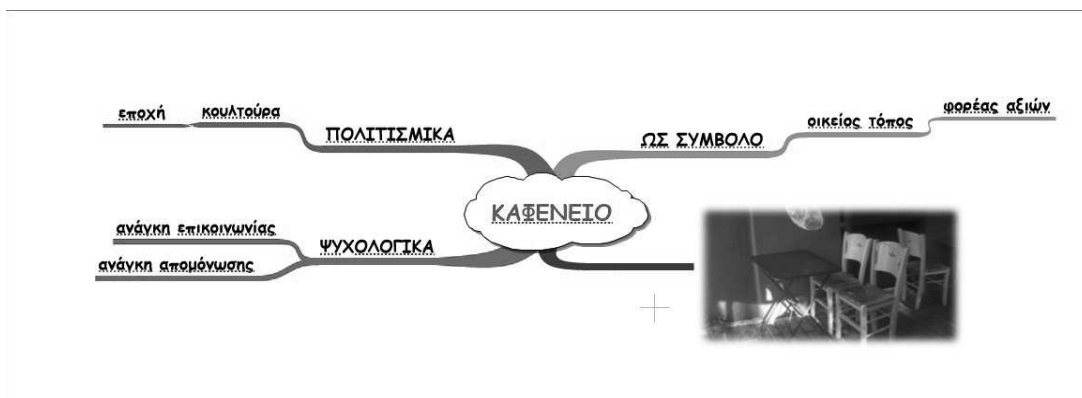 εποχή
κουλτούρα
ΠΟΛΙΤΙΣΜΙΚΑ
ΩΣ ΣΥΜΒΟΛΟ
οικείος τόπος
φορέας αξιών
ΚΑΦΕΝΕΙΟ
ανάγκη επικοινωνίας
ανάγκη απομόνωσης
ΨΥΧΟΛΟΓΙΚΑ